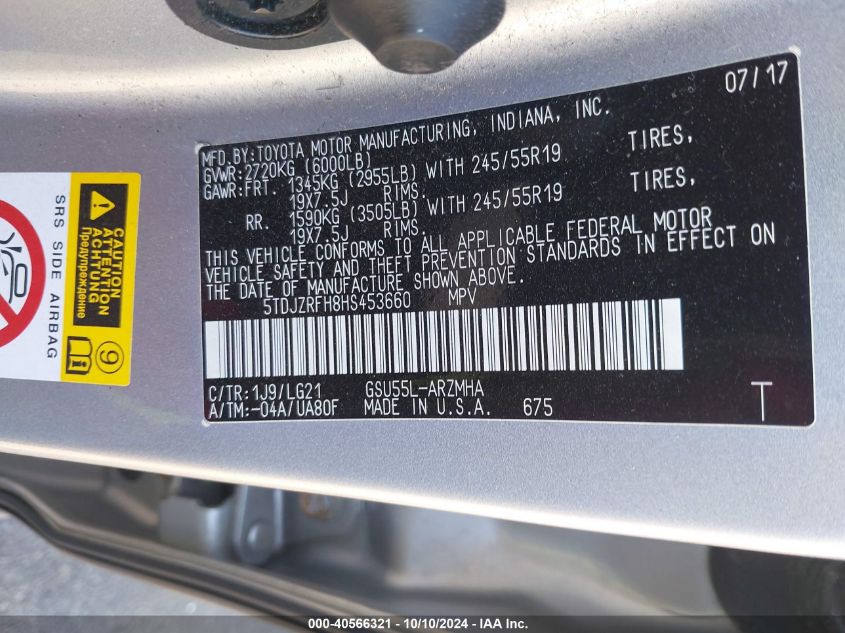 07/17
MFD.BY:TOYOTA MOTOR MANUFACTURING, INDIANA, INC.
GVWR:2720KG (6000LB)
GAWR:FRT. 1345KG (2955LB) WITH 245/55R19 TIRES,
19X7.5J RIMS.
RR. 1590KG (3505LB) WITH 245/55R19 TIRES,
19X7.5J RIMS.
THIS VEHICLE CONFORMS TO ALL APPLICABLE FEDERAL MOTOR
VEHICLE SAFETY AND THEFT PREVENTION STANDARDS IN EFFECT ON
THE DATE OF MANUFACTURE SHOWN ABOVE.
5TDJZRFH8HS453660 MPV
C/TR:1J9/LG21 GSU55L-ARZMHA
A/TM:-04A/UA80F MADE IN U.S.A. 675
T
SRS SIDE AIRBAG
CAUTION
ATTENTION
ACHTUNG
Предупреждение
9
000-40566321 - 10/10/2024 - IAA Inc.